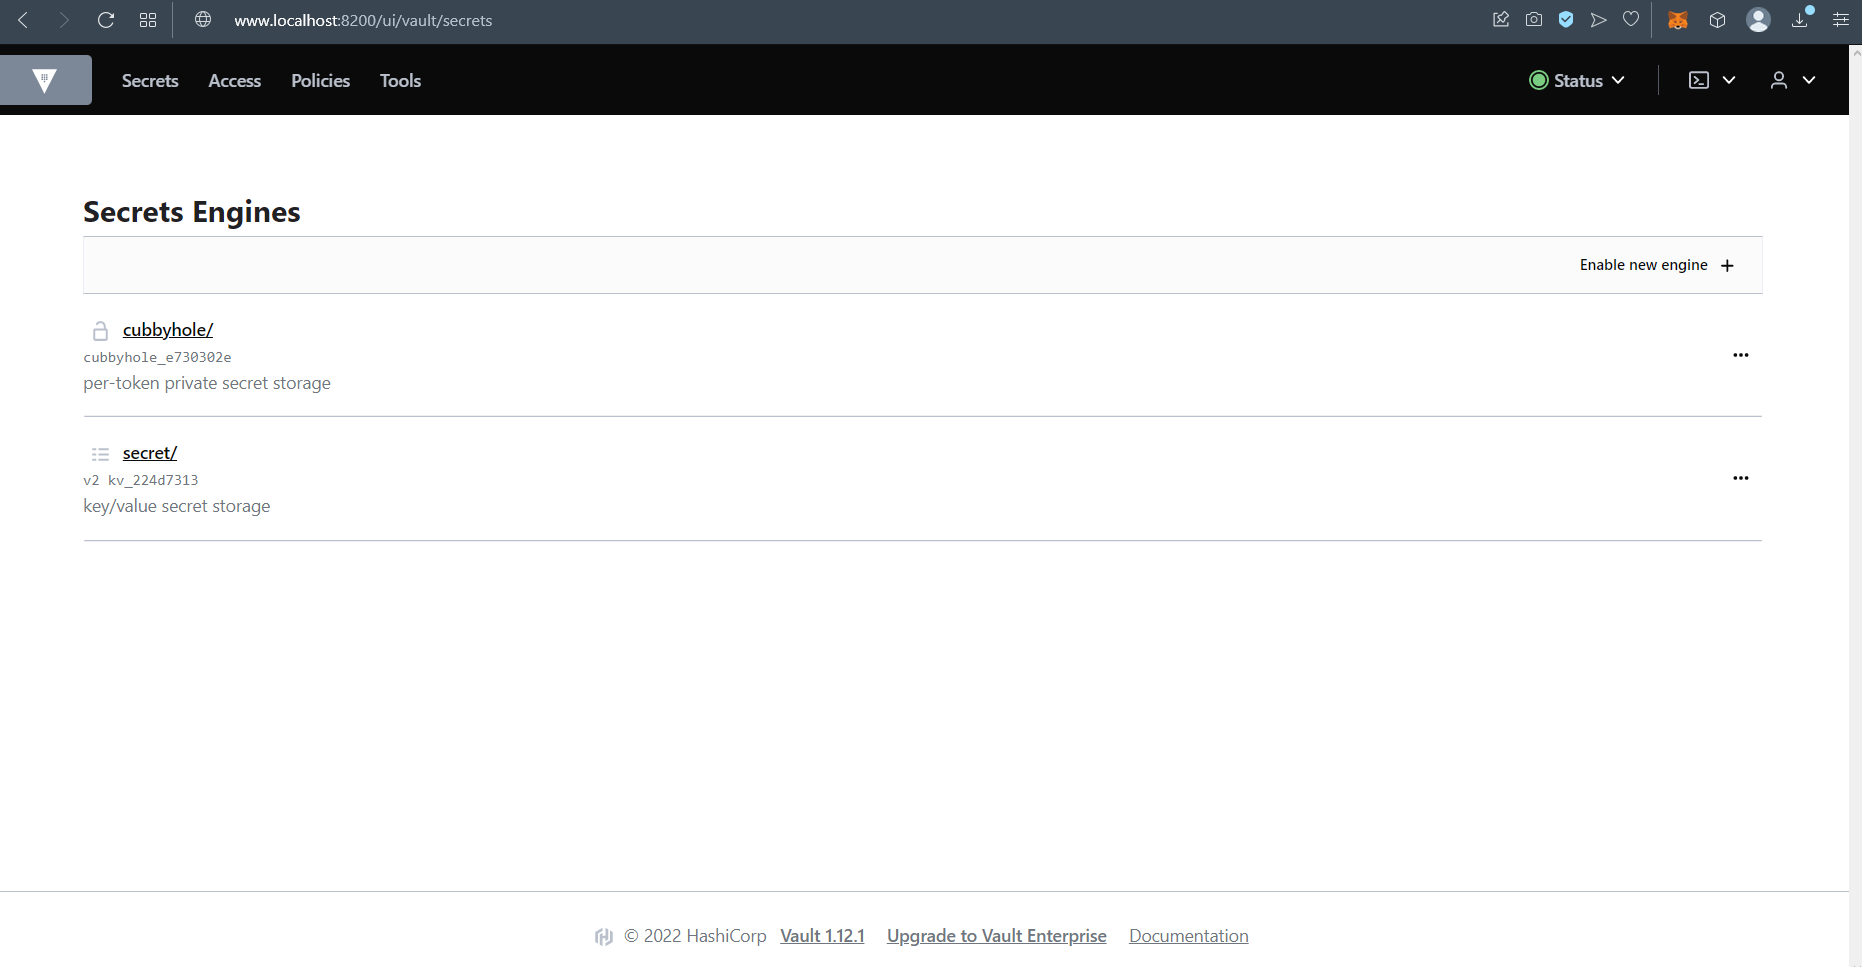 www.localhost:8200/ui/vault/secrets
Secrets Access Policies Tools Status
Secrets Engines
Enable new engine +
cubbyhole/
cubbyhole_e730302e
per-token private secret storage
secret/
v2 kv_224d7313
key/value secret storage
© 2022 HashiCorp Vault 1.12.1 Upgrade to Vault Enterprise Documentation